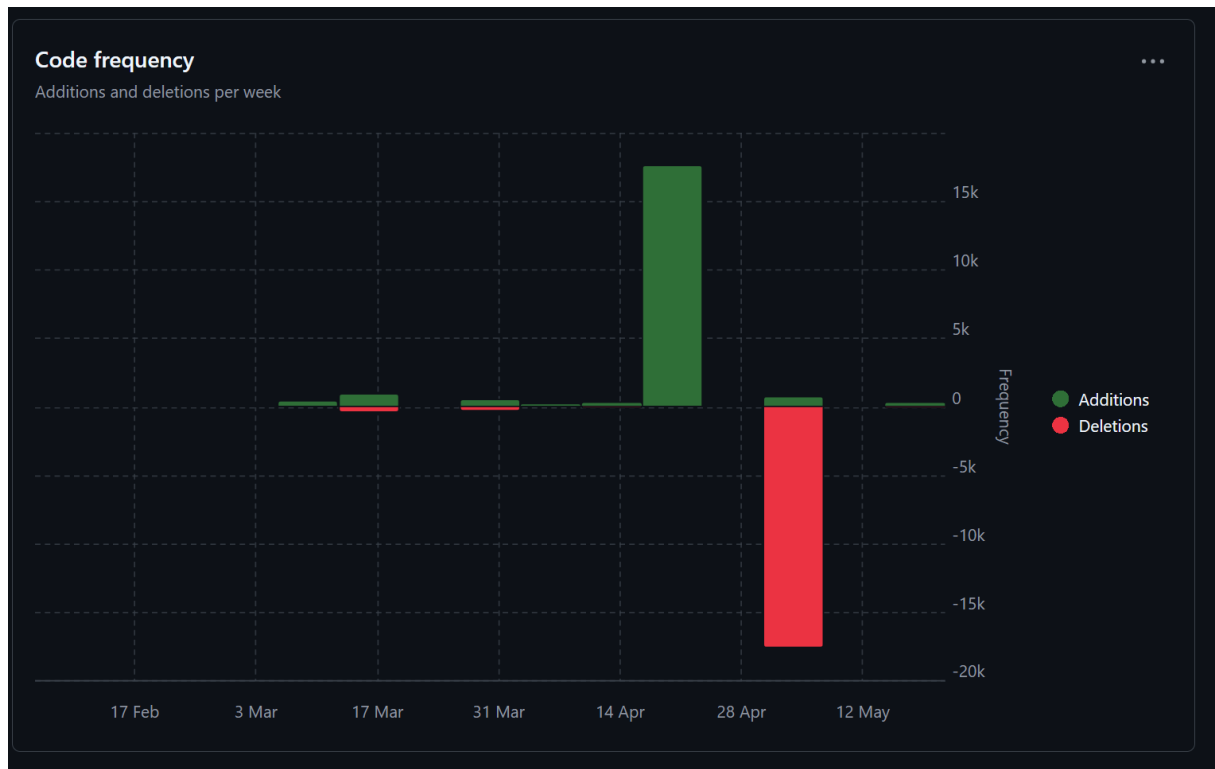 Code frequency
Additions and deletions per week
15k
10k
5k
0
-5k
-10k
-15k
-20k
Frequency
Additions
Deletions
17 Feb 3 Mar 17 Mar 31 Mar 14 Apr 28 Apr 12 May